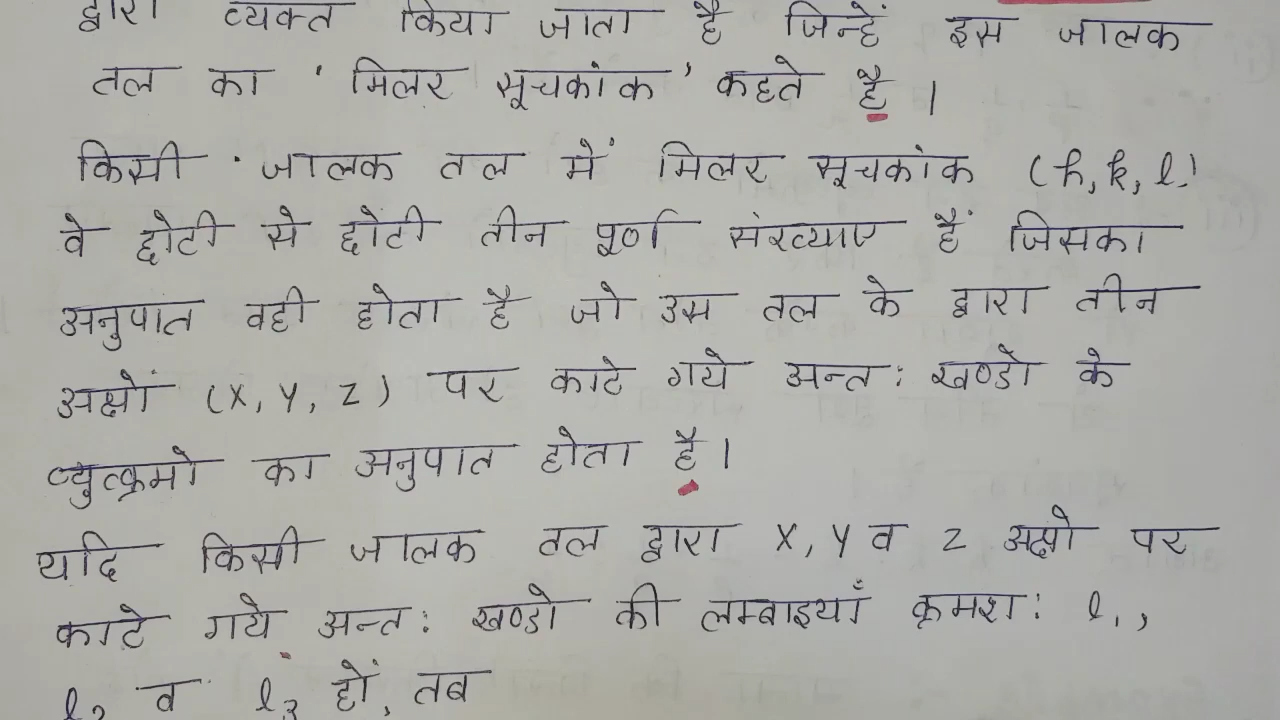 द्वारा व्यक्त किया जाता है जिन्हें इस जालक
तल का 'मिलर सूचकांक' कहते है ।
किसी जालक तल में मिलर सूचकांक (h, k, l)
वे छोटी से छोटी तीन पूर्ण संख्याए हैं जिसका
अनुपात वही होता है जो उस तल के द्वारा तीन
अक्षों (x, y, z) पर काटे गये अन्त: खण्डो के
व्युत्क्रमो का अनुपात होता है ।
यदि किसी जालक तल द्वारा x, y व z अक्षो पर
काटे गये अन्त: खण्डो की लम्बाइयाँ क्रमश: l₁,
l₂ व l₃ हों, तब